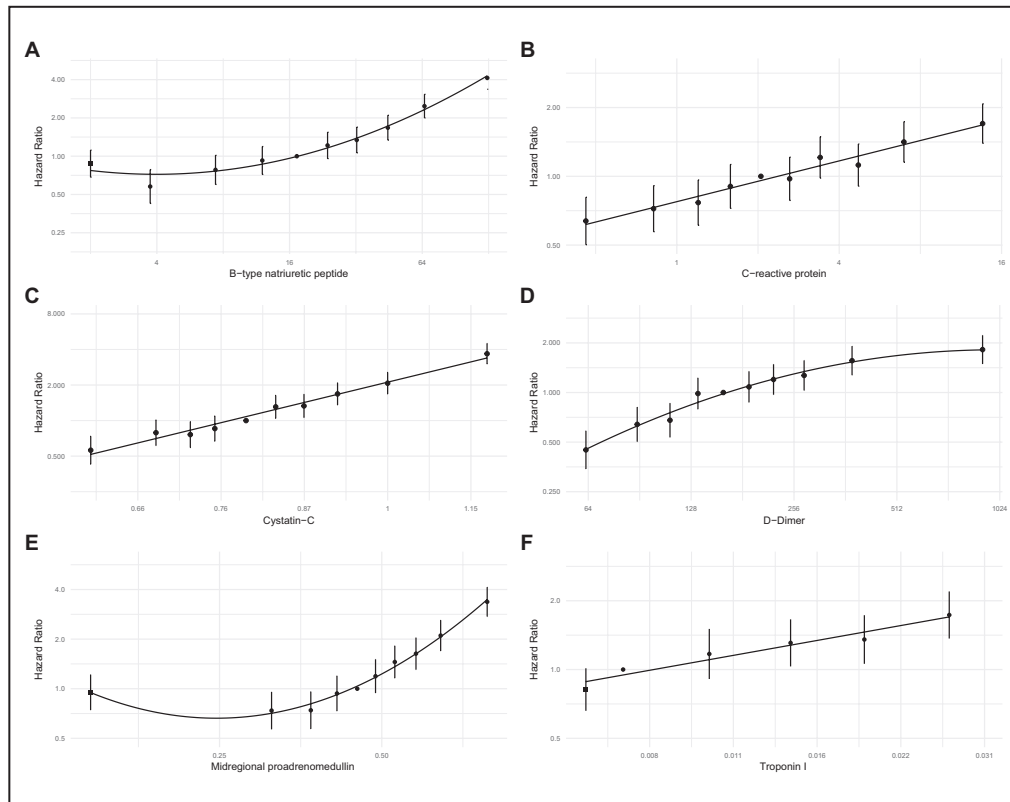 A
Hazard Ratio
4.00
2.00
1.00
0.50
0.25
4
16
64
B−type natriuretic peptide
B
Hazard Ratio
2.00
1.00
0.50
1
4
16
C−reactive protein
C
Hazard Ratio
8.000
2.000
0.500
0.66
0.76
0.87
1
1.15
Cystatin−C
D
Hazard Ratio
2.000
1.000
0.500
0.250
64
128
256
512
1024
D−Dimer
E
Hazard Ratio
4.0
2.0
1.0
0.5
0.25
0.50
Midregional proadrenomedullin
F
Hazard Ratio
2.0
1.0
0.5
0.008
0.011
0.016
0.022
0.031
Troponin I